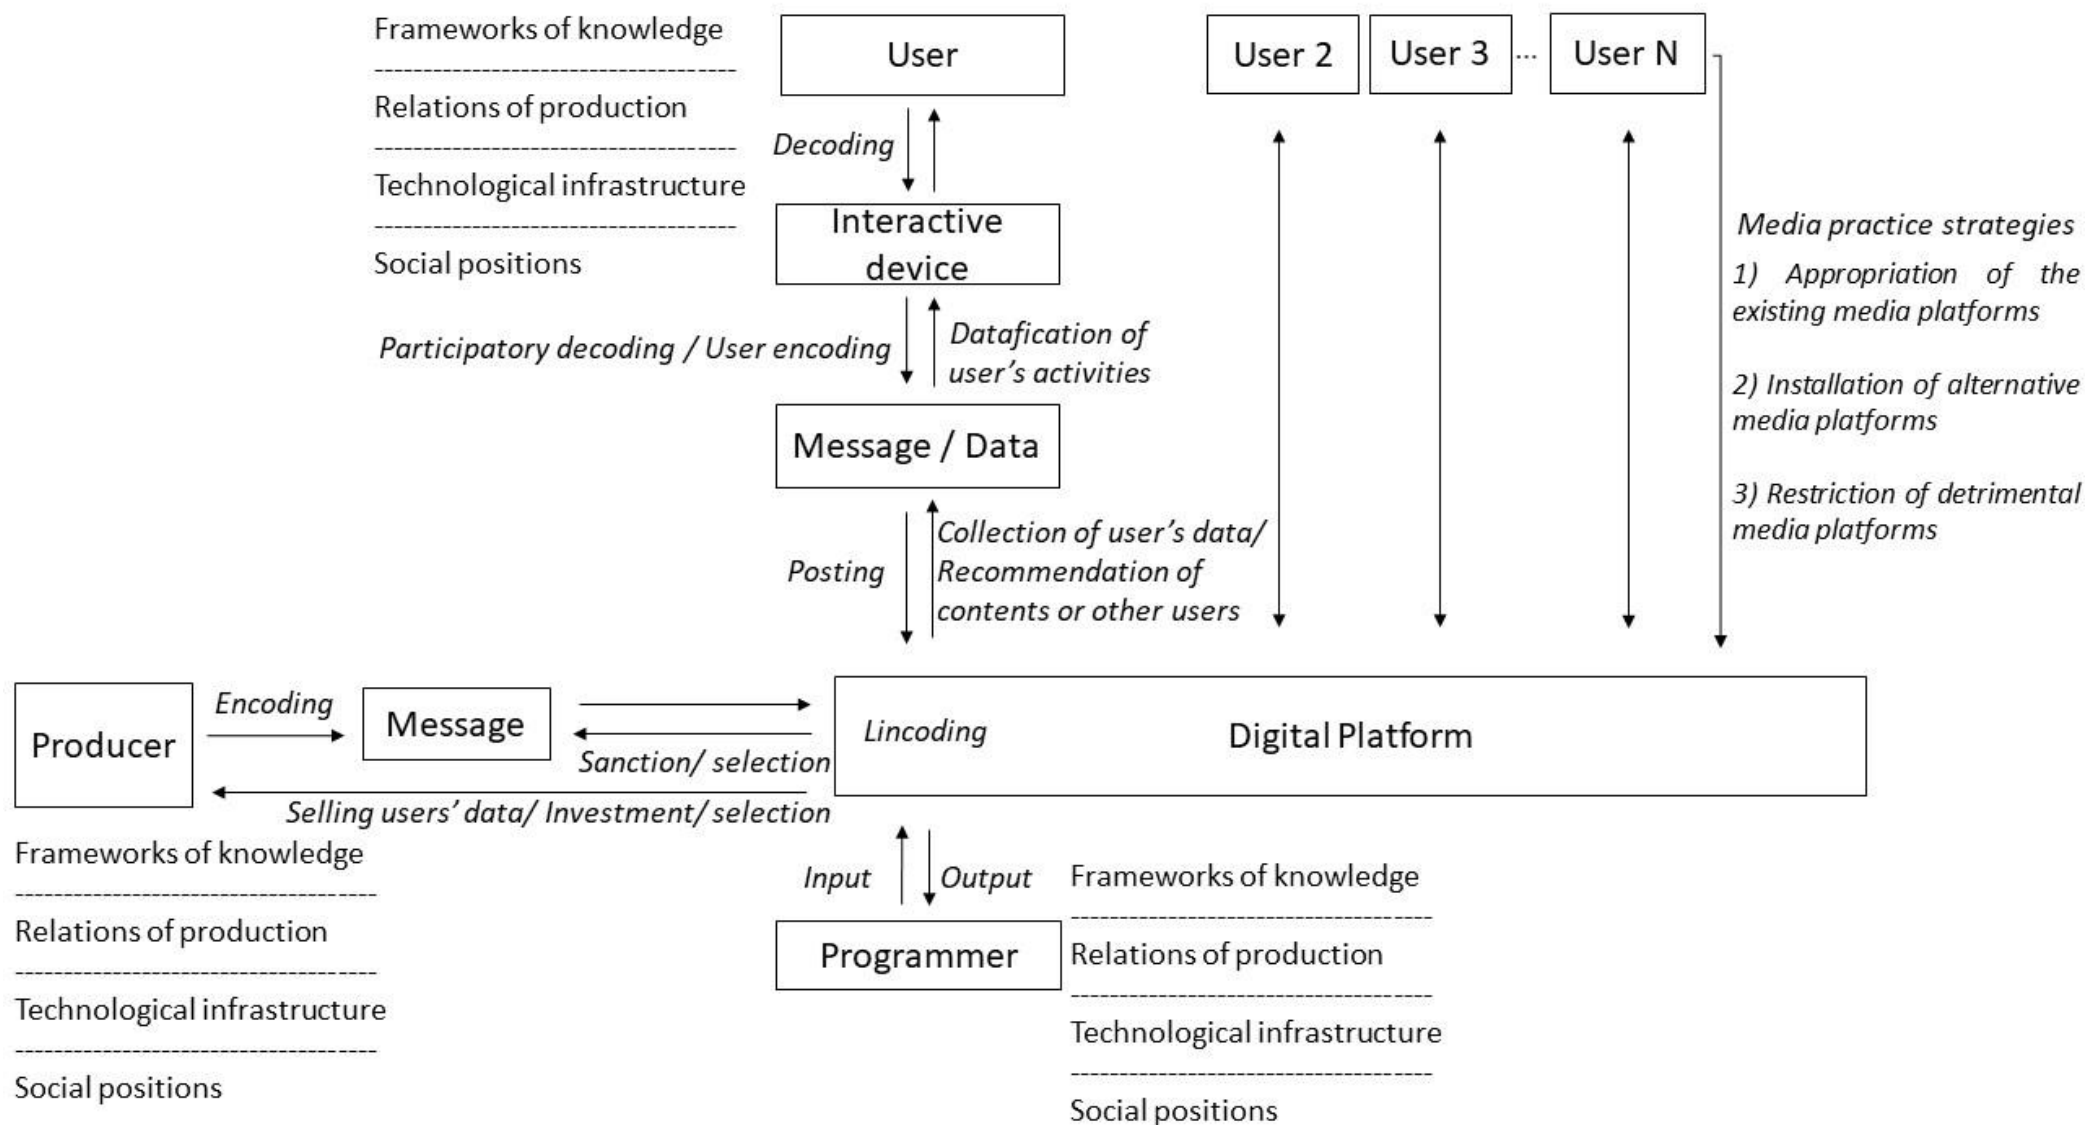 Frameworks of knowledge
------------------------------------
Relations of production
------------------------------------
Technological infrastructure
------------------------------------
Social positions
User
Decoding
Interactive
device
Participatory decoding / User encoding
Datafication of
user’s activities
Message / Data
Posting
Collection of user’s data/
Recommendation of
contents or other users
User 2
User 3
...
User N
Media practice strategies
1) Appropriation of the
existing media platforms
2) Installation of alternative
media platforms
3) Restriction of detrimental
media platforms
Producer
Encoding
Message
Sanction/ selection
Selling users’ data/ Investment/ selection
Lincoding
Digital Platform
Frameworks of knowledge
------------------------------------
Relations of production
------------------------------------
Technological infrastructure
------------------------------------
Social positions
Input
Output
Programmer
Frameworks of knowledge
------------------------------------
Relations of production
------------------------------------
Technological infrastructure
------------------------------------
Social positions